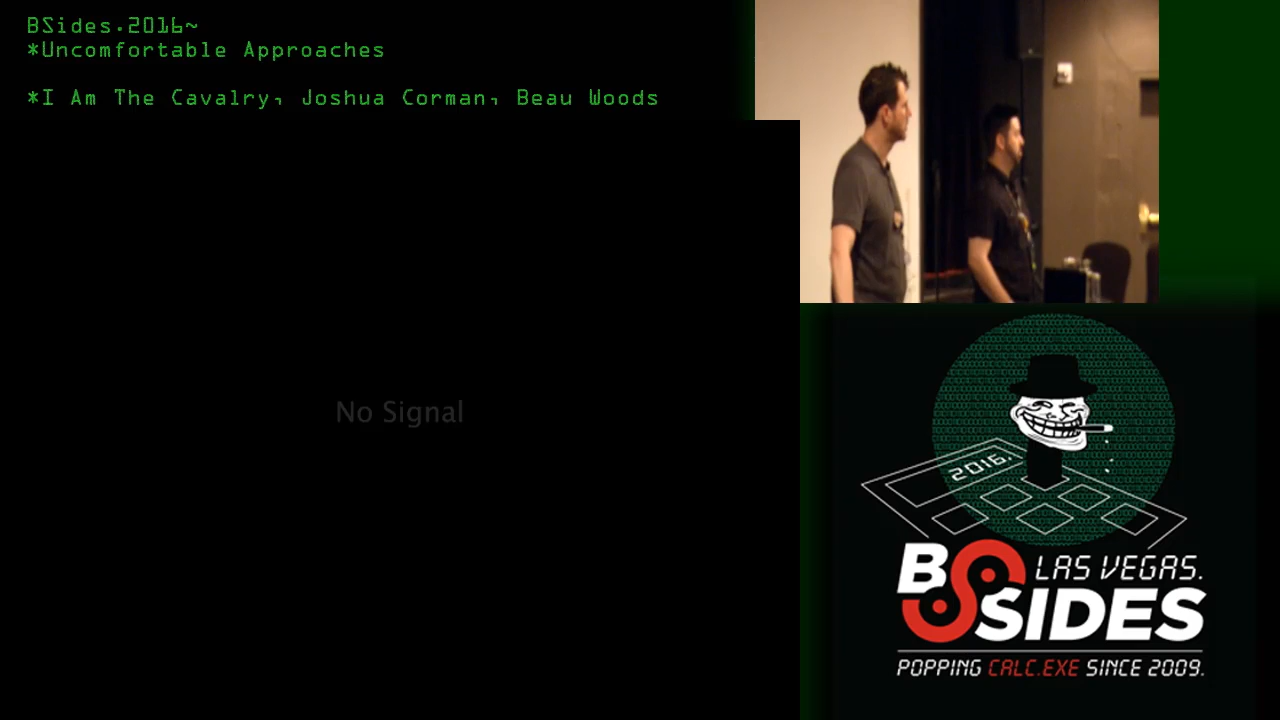 BSides.2016~
*Uncomfortable Approaches
*I Am The Cavalry, Joshua Corman, Beau Woods
No Signal
2016.
BSIDES LAS VEGAS.
POPPING CALC.EXE SINCE 2009.